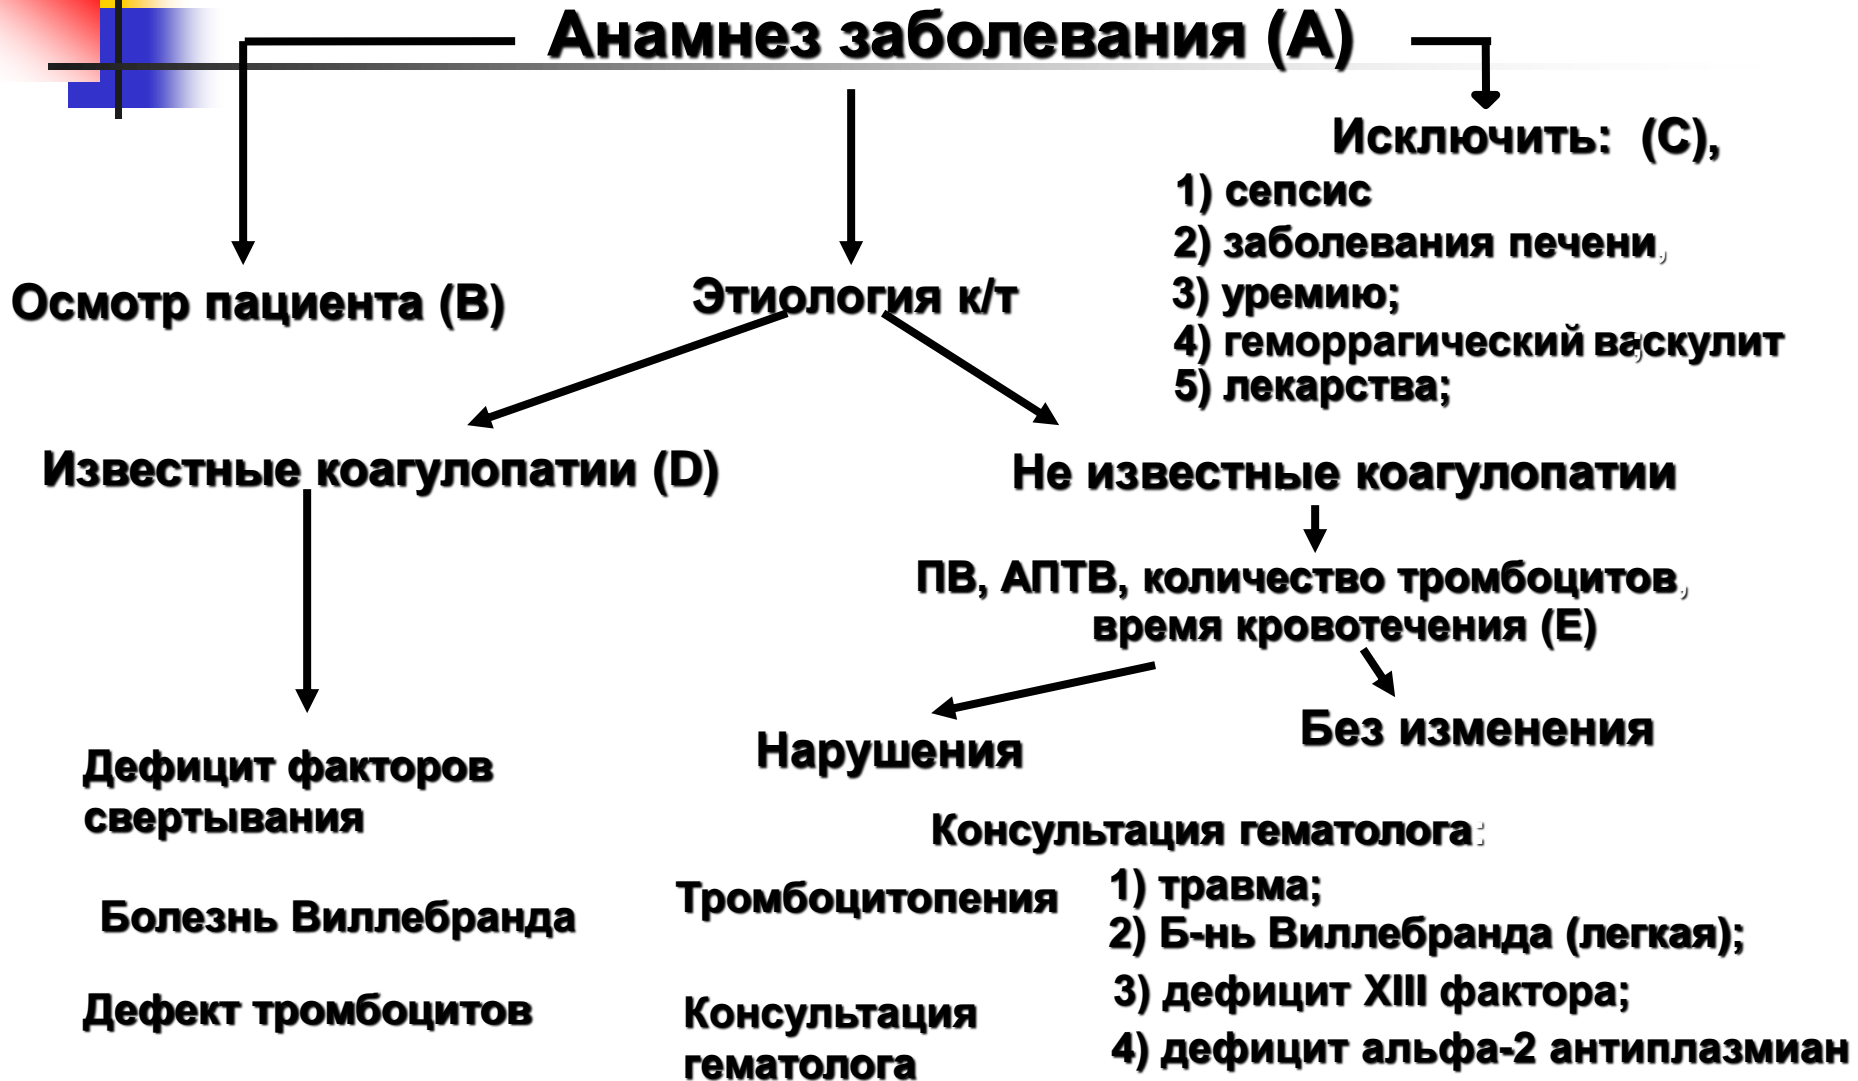 Анамнез заболевания (А)
Исключить: (С),
1) сепсис
2) заболевания печени,
3) уремию;
4) геморрагический васкулит;
5) лекарства;
Осмотр пациента (В)
Этиология к/т
Известные коагулопатии (D)
Не известные коагулопатии
ПВ, АПТВ, количество тромбоцитов,
время кровотечения (Е)
Нарушения
Без изменения
Дефицит факторов
свертывания
Болезнь Виллебранда
Дефект тромбоцитов
Тромбоцитопения
Консультация
гематолога
Консультация гематолога:
1) травма;
2) Б-нь Виллебранда (легкая);
3) дефицит XIII фактора;
4) дефицит альфа-2 антиплазмиан